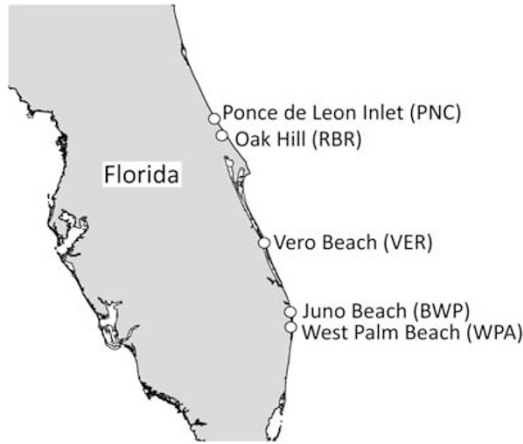 Ponce de Leon Inlet (PNC)
Oak Hill (RBR)
Florida
Vero Beach (VER)
Juno Beach (BWP)
West Palm Beach (WPA)